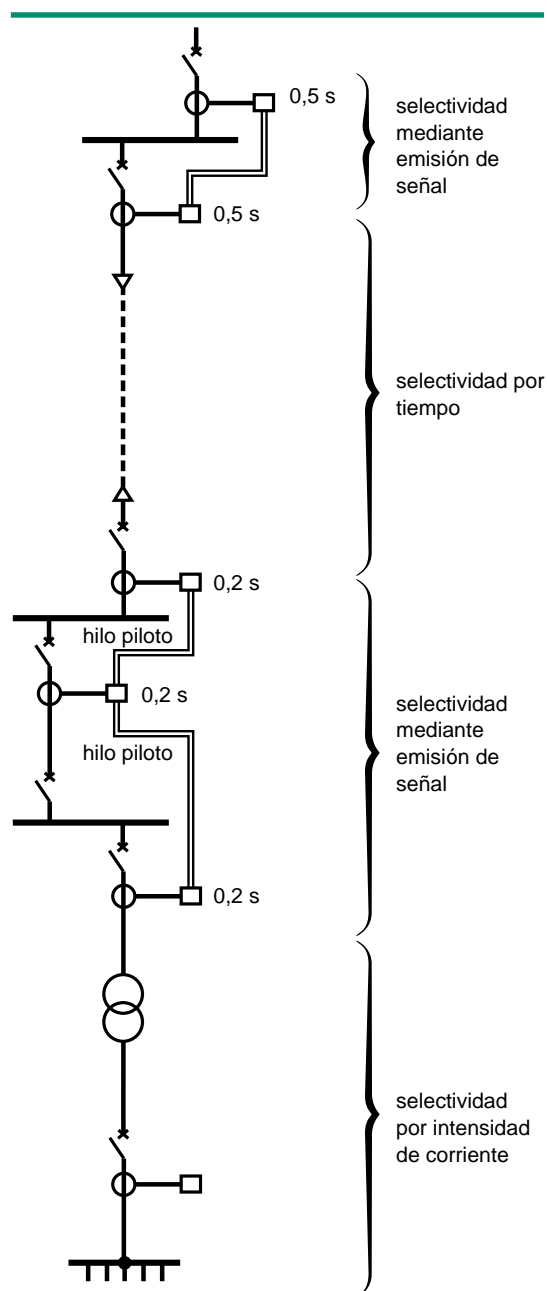 0,5 s
selectividad
mediante
emisión de
señal
0,5 s
selectividad por
tiempo
0,2 s
hilo piloto
0,2 s
selectividad
mediante
emisión de
señal
hilo piloto
0,2 s
selectividad
por intensidad
de corriente